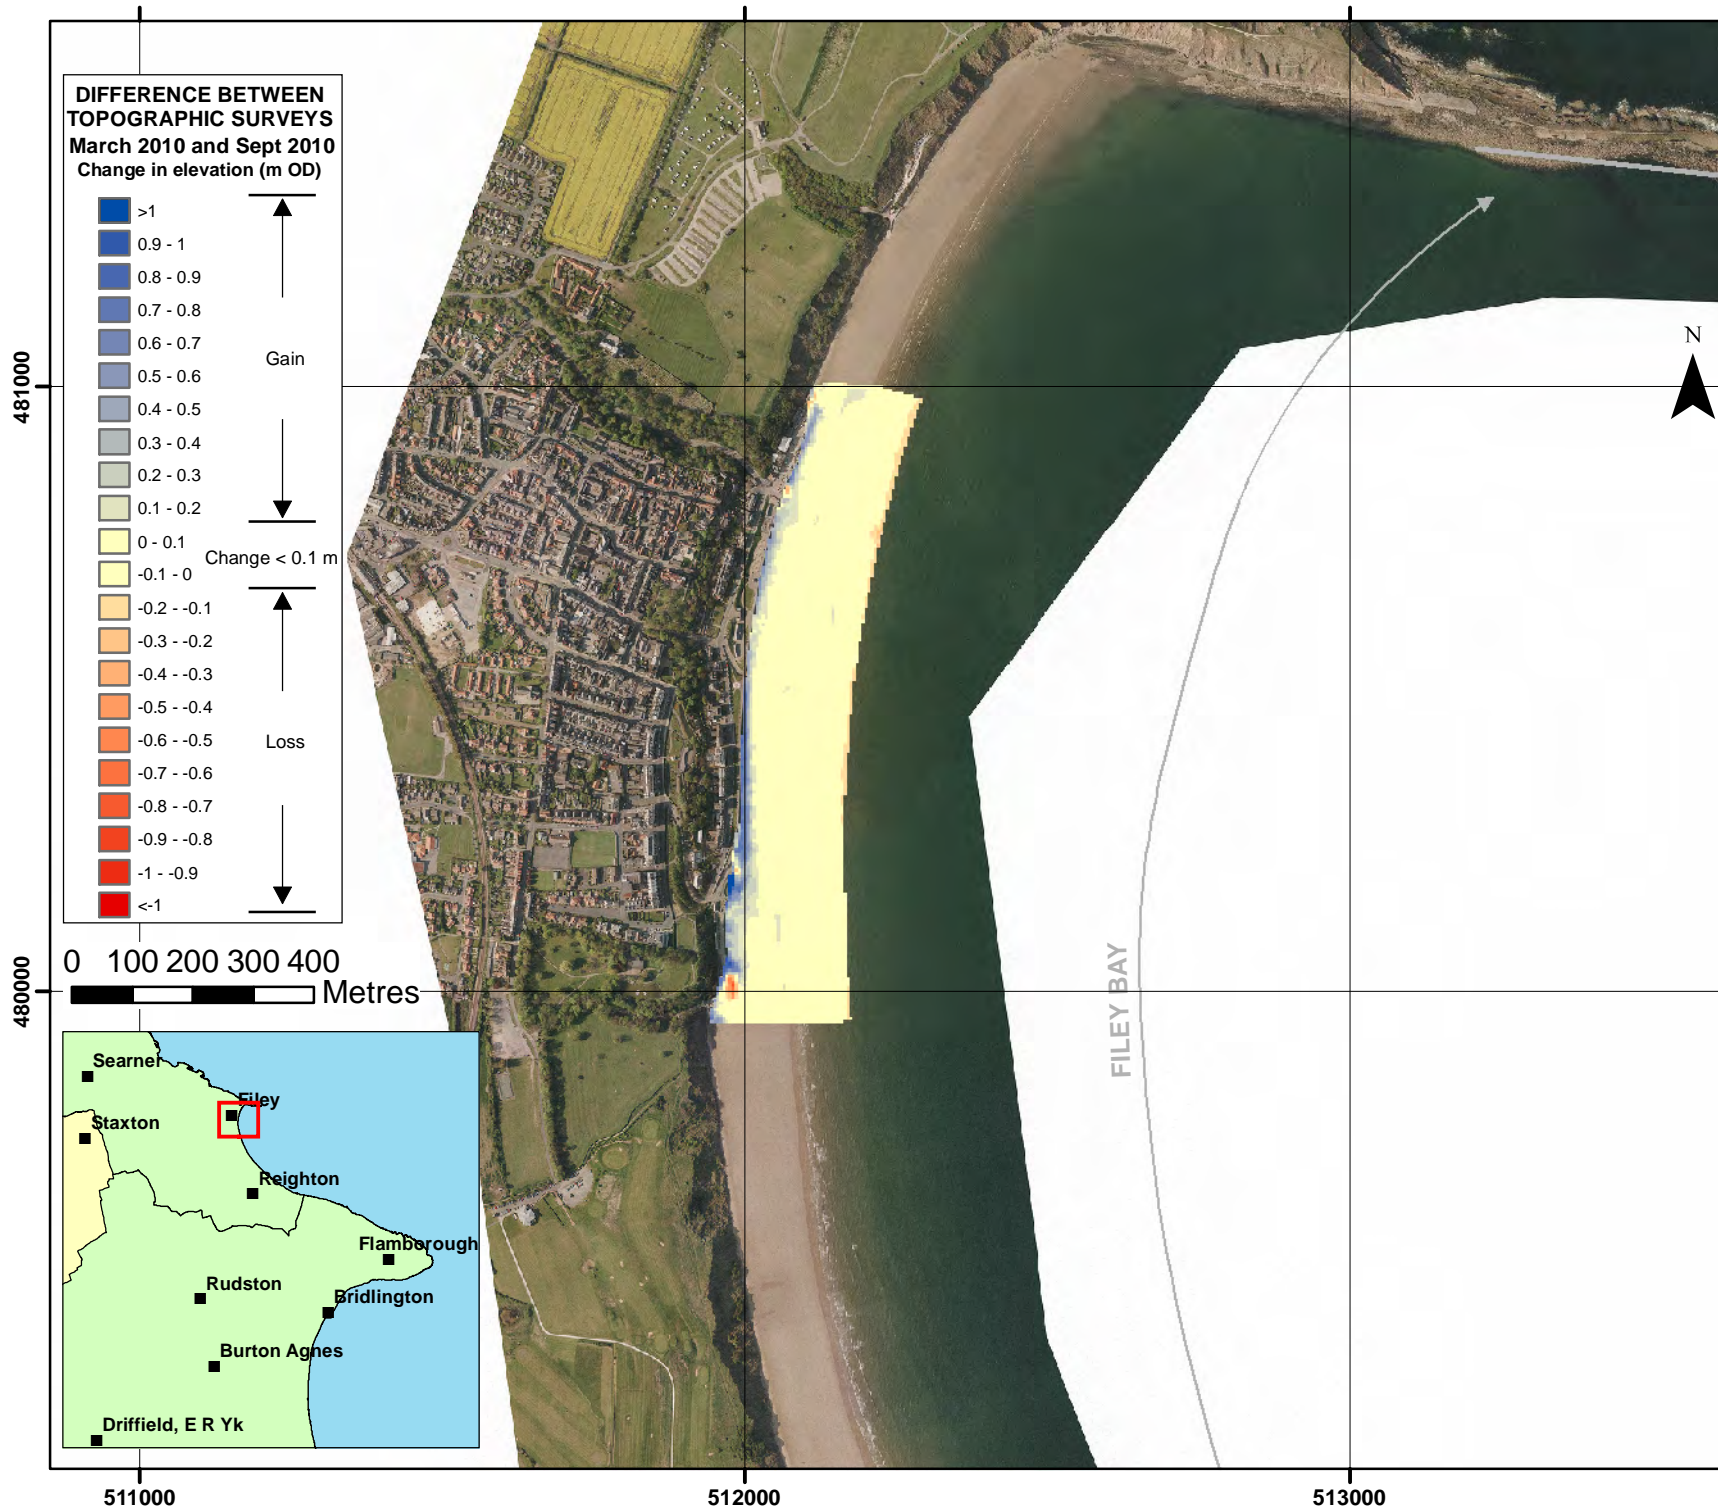 DIFFERENCE BETWEEN
TOPOGRAPHIC SURVEYS
March 2010 and Sept 2010
Change in elevation (m OD)
>1
0.9 - 1
0.8 - 0.9
0.7 - 0.8
0.6 - 0.7
0.5 - 0.6
0.4 - 0.5
0.3 - 0.4
0.2 - 0.3
0.1 - 0.2
0 - 0.1
-0.1 - 0
-0.2 - -0.1
-0.3 - -0.2
-0.4 - -0.3
-0.5 - -0.4
-0.6 - -0.5
-0.7 - -0.6
-0.8 - -0.7
-0.9 - -0.8
-1 - -0.9
<-1
Gain
Change < 0.1 m
Loss
0 100 200 300 400
Metres
Searner
Filey
Staxton
Reighton
Flamborough
Rudston
Bridlington
Burton Agnes
Driffield, E R Yk
FILEY BAY
N
481000
480000
511000
512000
513000